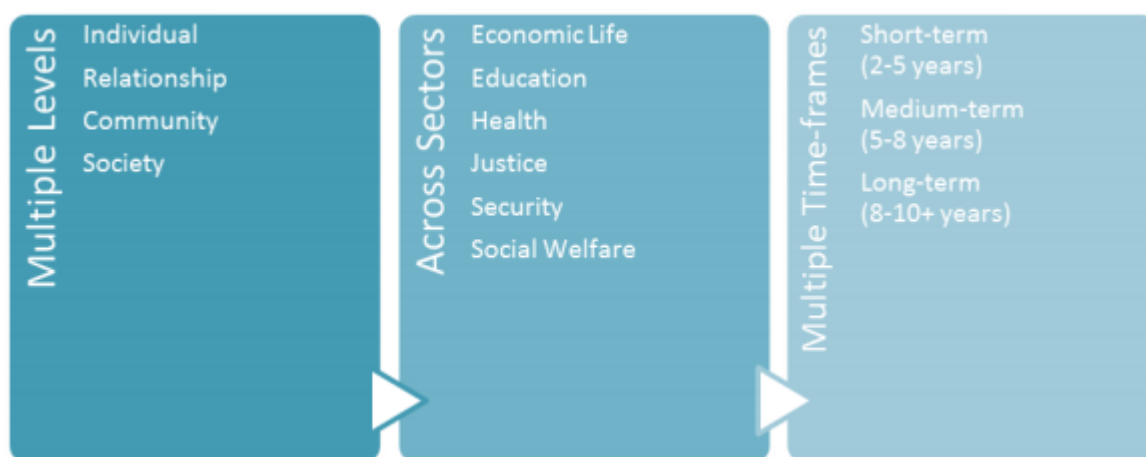 Multiple Levels
Individual
Relationship
Community
Society
Across Sectors
Economic Life
Education
Health
Justice
Security
Social Welfare
Multiple Time-frames
Short-term
(2-5 years)
Medium-term
(5-8 years)
Long-term
(8-10+ years)